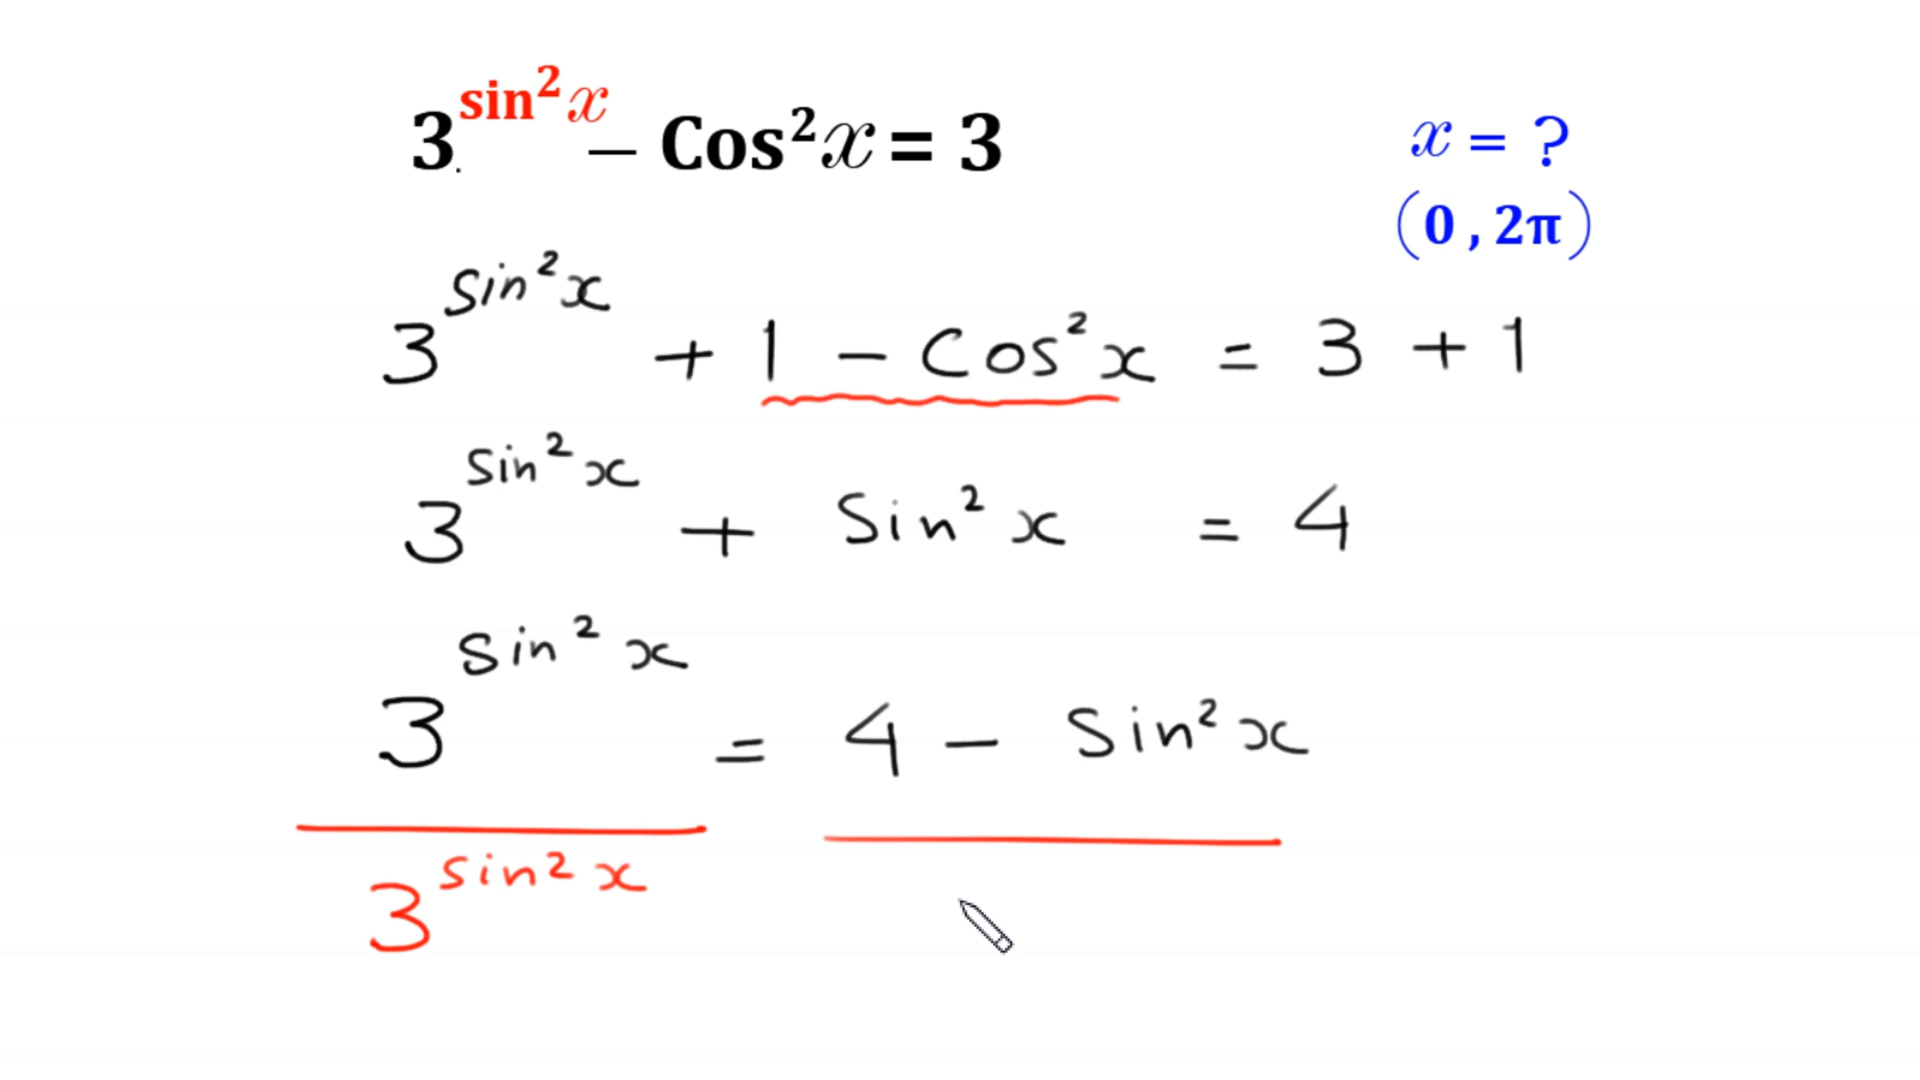 3^sin²x − Cos²x = 3
x = ?
(0 , 2π)
3^sin²x + 1 − Cos²x = 3 + 1
3^sin²x + Sin²x = 4
3^sin²x = 4 − Sin²x
3^sin²x